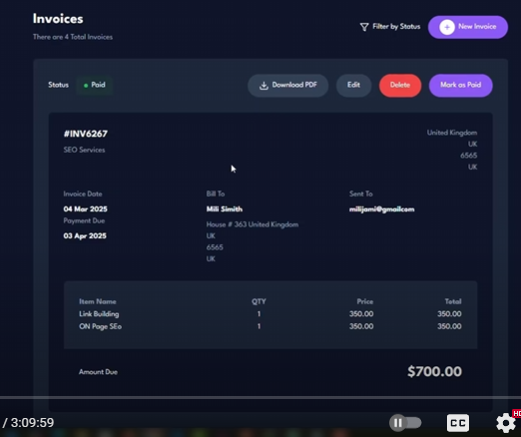 Invoices
There are 4 Total Invoices
Filter by Status
New Invoice
Status
Paid
Download PDF
Edit
Delete
Mark as Paid
#INV6267
SEO Services
United Kingdom
UK
6565
UK
Invoice Date
04 Mar 2025
Payment Due
03 Apr 2025
Bill To
Mili Simith
House # 363 United Kingdom
UK
6565
UK
Sent To
milijami@gmailcom
Item Name QTY Price Total
Link Building 1 350.00 350.00
ON Page SEo 1 350.00 350.00
Amount Due $700.00
/ 3:09:59
CC
HD